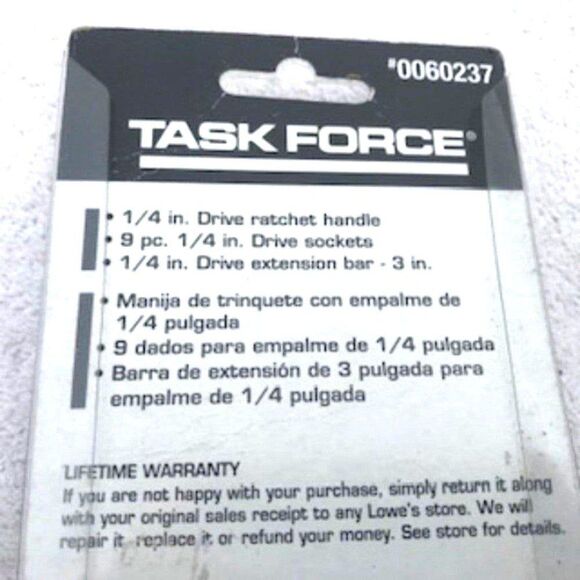 #0060237
TASK FORCE®
• 1/4 in. Drive ratchet handle
• 9 pc. 1/4 in. Drive sockets
• 1/4 in. Drive extension bar - 3 in.
• Manija de trinquete con empalme de
1/4 pulgada
• 9 dados para empalme de 1/4 pulgada
• Barra de extensión de 3 pulgada para
empalme de 1/4 pulgada
LIFETIME WARRANTY
If you are not happy with your purchase, simply return it along
with your original sales receipt to any Lowe's store. We will
repair it replace it or refund your money. See store for details.